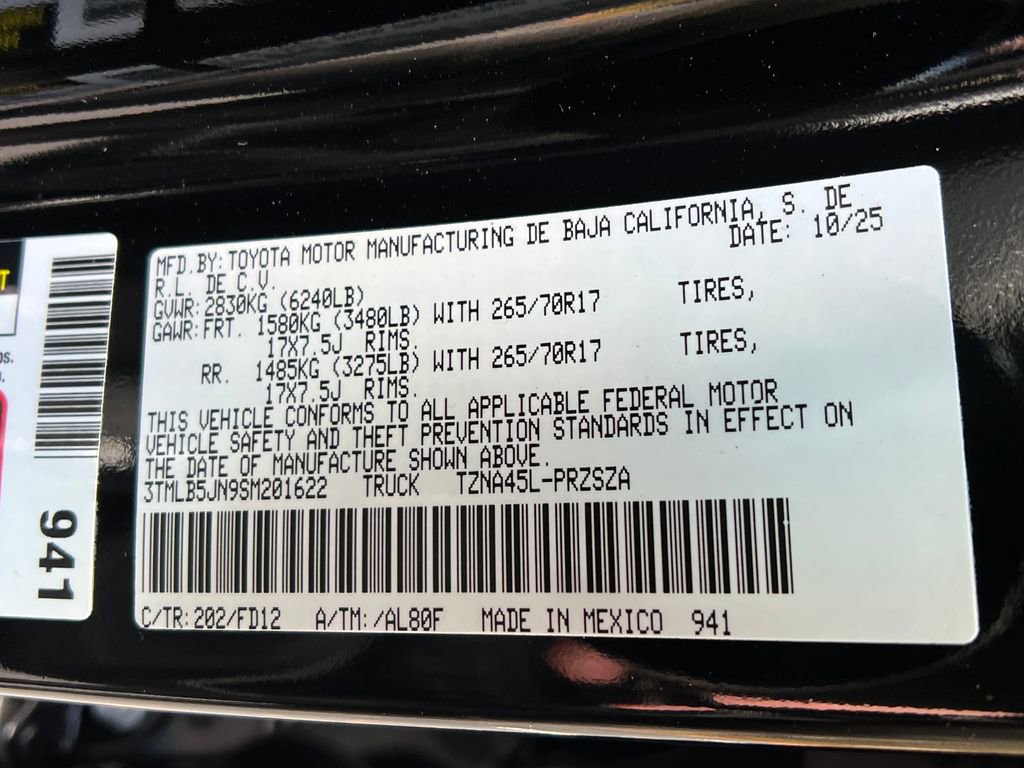 MFD.BY:TOYOTA MOTOR MANUFACTURING DE BAJA CALIFORNIA, S. DE
R.L. DE C.V. DATE: 10/25
GVWR:2830KG (6240LB)
GAWR:FRT. 1580KG (3480LB) WITH 265/70R17 TIRES,
17X7.5J RIMS.
RR. 1485KG (3275LB) WITH 265/70R17 TIRES,
17X7.5J RIMS.
THIS VEHICLE CONFORMS TO ALL APPLICABLE FEDERAL MOTOR
VEHICLE SAFETY AND THEFT PREVENTION STANDARDS IN EFFECT ON
THE DATE OF MANUFACTURE SHOWN ABOVE.
3TMLB5JN9SM201622 TRUCK TZNA45L-PRZSZA
C/TR:202/FD12 A/TM:/AL80F MADE IN MEXICO 941
941